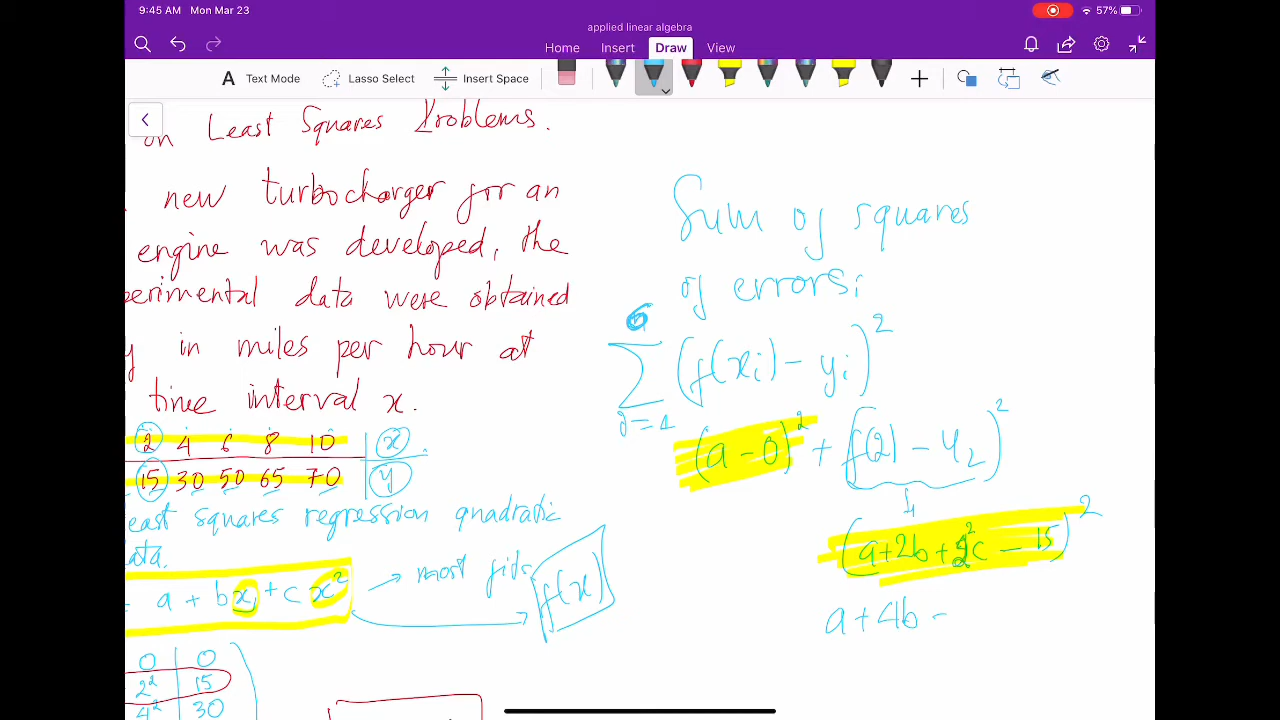 9:45 AM Mon Mar 23
57%
applied linear algebra
Home Insert Draw View
A Text Mode Lasso Select Insert Space
on Least Squares Problems.
new turbocharger for an
engine was developed, the
perimental data were obtained
y in miles per hour at
time interval x.
2 4 6 8 10 x
15 30 50 65 70 y
east squares regression quadratic
data.
a + bx + cx² → most fits f(x)
0 0
2² 15
4² 30
Sum of squares
of errors:
6
Σ (f(xi) - yi)²
i=1
(a - 0)² + (f(2) - y2)²
(a+2b+2²c - 15)²
a+4b -